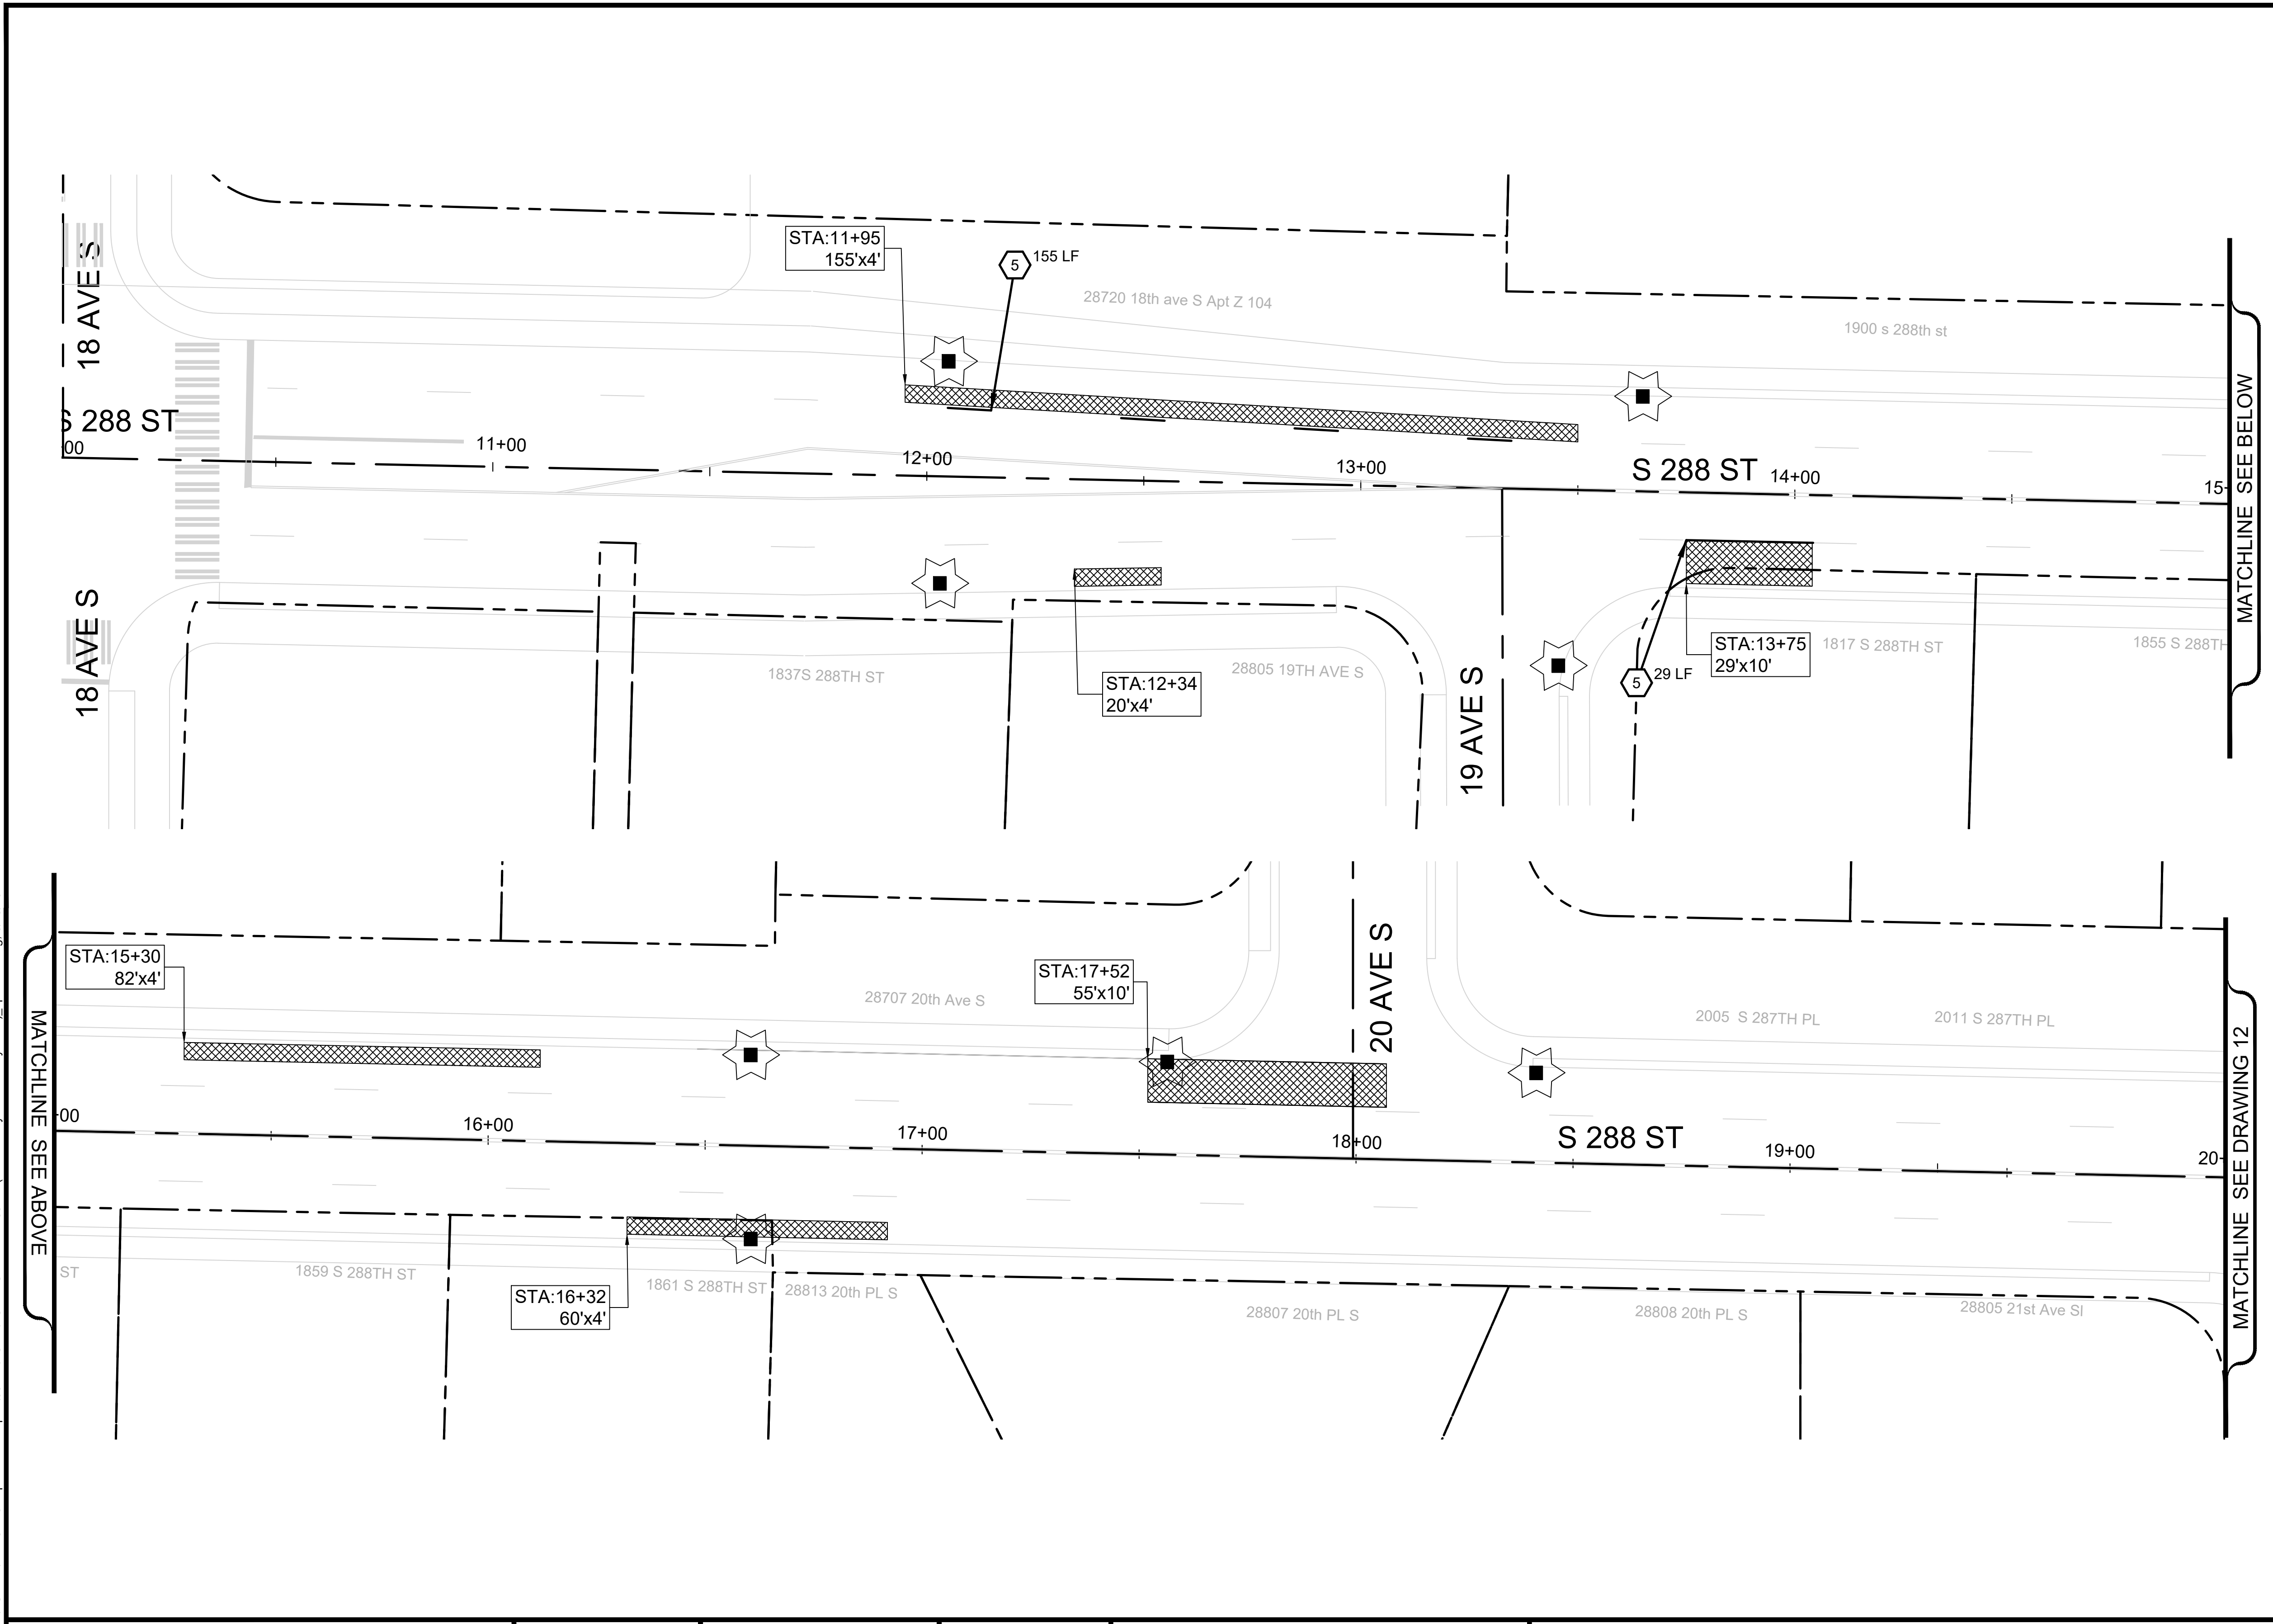 STA:11+95
155'x4'
5
155 LF
28720 18th ave S Apt Z 104
1900 s 288th st
18 AVE S
S 288 ST
00
11+00
12+00
13+00
S 288 ST
14+00
15
MATCHLINE SEE BELOW
18 AVE S
1837S 288TH ST
STA:12+34
20'x4'
28805 19TH AVE S
19 AVE S
5
29 LF
STA:13+75
29'x10'
1817 S 288TH ST
1855 S 288TH
STA:15+30
82'x4'
28707 20th Ave S
STA:17+52
55'x10'
20 AVE S
2005 S 287TH PL
2011 S 287TH PL
MATCHLINE SEE ABOVE
+00
16+00
17+00
18+00
S 288 ST
19+00
20
MATCHLINE SEE DRAWING 12
ST
1859 S 288TH ST
STA:16+32
60'x4'
1861 S 288TH ST
28813 20th PL S
28807 20th PL S
28808 20th PL S
28805 21st Ave Sl